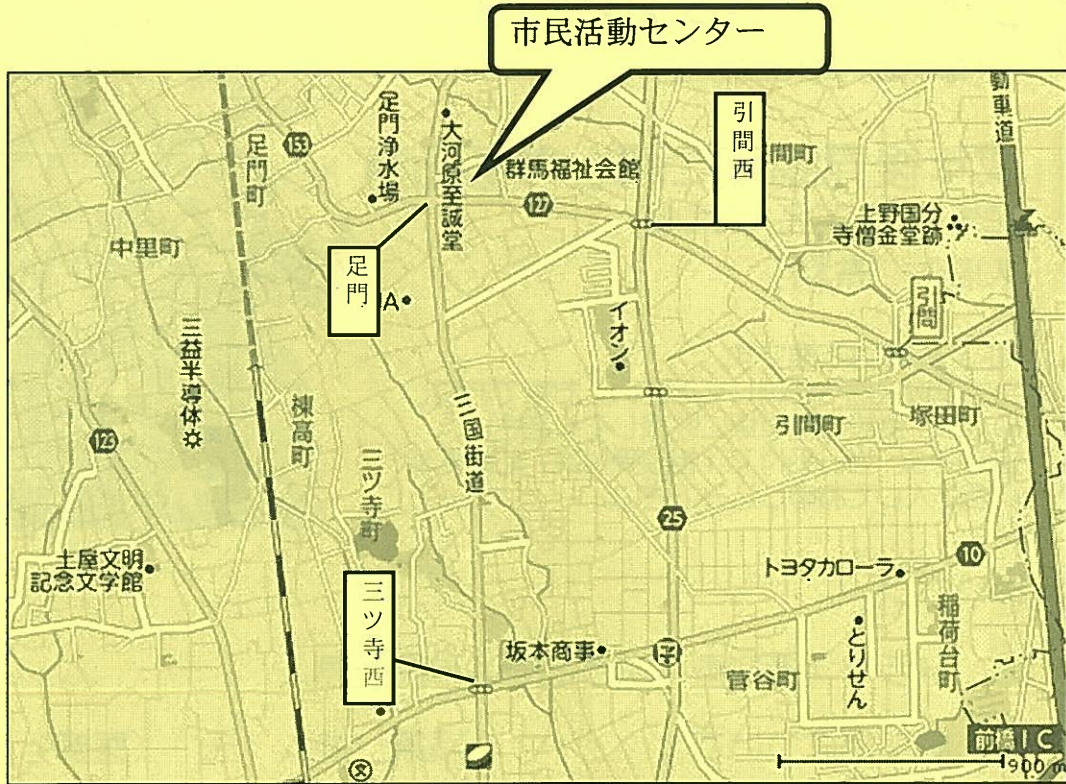 市民活動センター
動車道
足門浄水場
大河原至誠堂
引間西
間町
153
足門町
群馬福祉会館
127
上野国分
寺僧金堂跡
中里町
足門
A
引間
イオン
三益半導体
三国街道
棟高町
引間町
塚田町
123
三ツ寺町
25
10
土屋文明
記念文学館
トヨタカローラ
三ツ寺西
稲荷台町
とりせん
坂本商事
菅谷町
前橋IC
900m